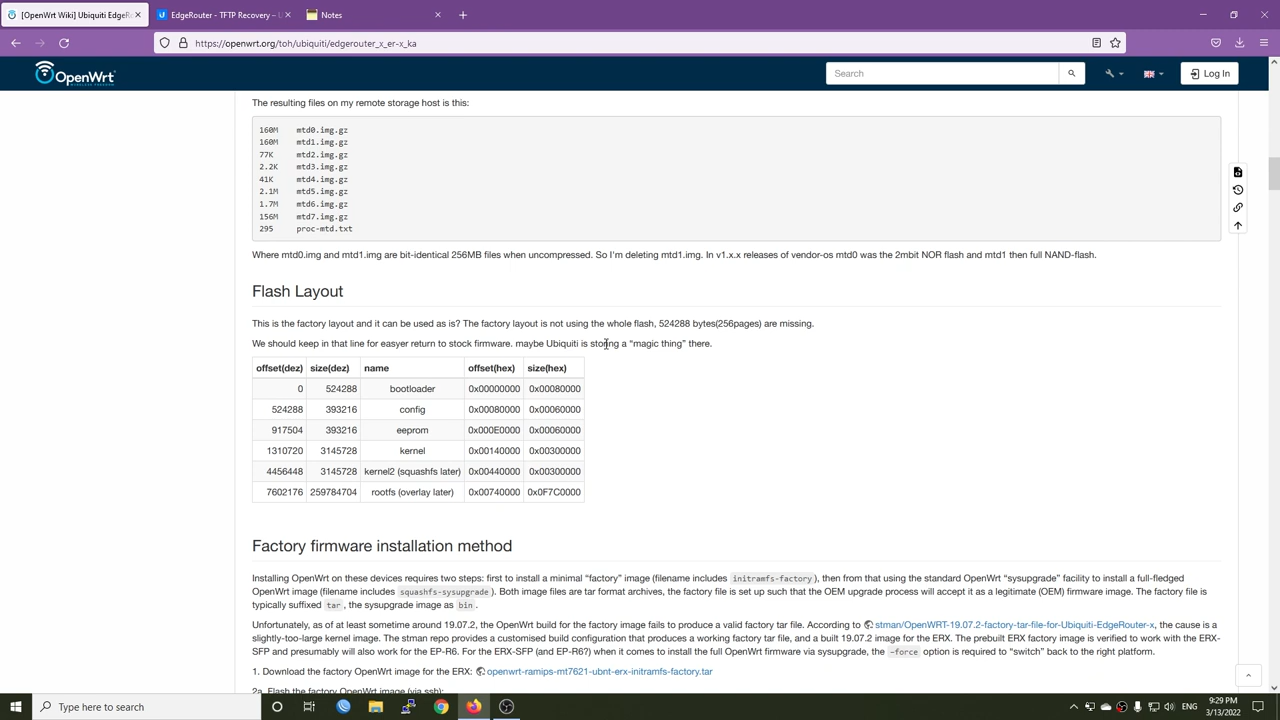 [OpenWrt Wiki] Ubiquiti EdgeR
EdgeRouter - TFTP Recovery –
Notes
https://openwrt.org/toh/ubiquiti/edgerouter_x_er-x_ka
OpenWrt
WIRELESS FREEDOM
Search
Log In
The resulting files on my remote storage host is this:
160M mtd0.img.gz
160M mtd1.img.gz
77K mtd2.img.gz
2.2K mtd3.img.gz
41K mtd4.img.gz
2.1M mtd5.img.gz
1.7M mtd6.img.gz
156M mtd7.img.gz
295 proc-mtd.txt
Where mtd0.img and mtd1.img are bit-identical 256MB files when uncompressed. So I'm deleting mtd1.img. In v1.x.x releases of vendor-os mtd0 was the 2mbit NOR flash and mtd1 then full NAND-flash.
Flash Layout
This is the factory layout and it can be used as is? The factory layout is not using the whole flash, 524288 bytes(256pages) are missing.
We should keep in that line for easyer return to stock firmware. maybe Ubiquiti is storing a “magic thing” there.
offset(dez) size(dez) name offset(hex) size(hex)
0 524288 bootloader 0x00000000 0x00080000
524288 393216 config 0x00080000 0x00060000
917504 393216 eeprom 0x000E0000 0x00060000
1310720 3145728 kernel 0x00140000 0x00300000
4456448 3145728 kernel2 (squashfs later) 0x00440000 0x00300000
7602176 259784704 rootfs (overlay later) 0x00740000 0x0F7C0000
Factory firmware installation method
Installing OpenWrt on these devices requires two steps: first to install a minimal “factory” image (filename includes initramfs-factory), then from that using the standard OpenWrt “sysupgrade” facility to install a full-fledged
OpenWrt image (filename includes squashfs-sysupgrade). Both image files are tar format archives, the factory file is set up such that the OEM upgrade process will accept it as a legitimate (OEM) firmware image. The factory file is
typically suffixed tar, the sysupgrade image as bin.
Unfortunately, as of at least sometime around 19.07.2, the OpenWrt build for the factory image fails to produce a valid factory tar file. According to stman/OpenWRT-19.07.2-factory-tar-file-for-Ubiquiti-EdgeRouter-x, the cause is a
slightly-too-large kernel image. The stman repo provides a customised build configuration that produces a working factory tar file, and a built 19.07.2 image for the ERX. The prebuilt ERX factory image is verified to work with the ERX-
SFP and presumably will also work for the EP-R6. For the ERX-SFP (and EP-R6?) when it comes to install the full OpenWrt firmware via sysupgrade, the –force option is required to “switch” back to the right platform.
1. Download the factory OpenWrt image for the ERX: openwrt-ramips-mt7621-ubnt-erx-initramfs-factory.tar
2a. Flash the factory OpenWrt image (via ssh):
Type here to search
9:29 PM
3/13/2022